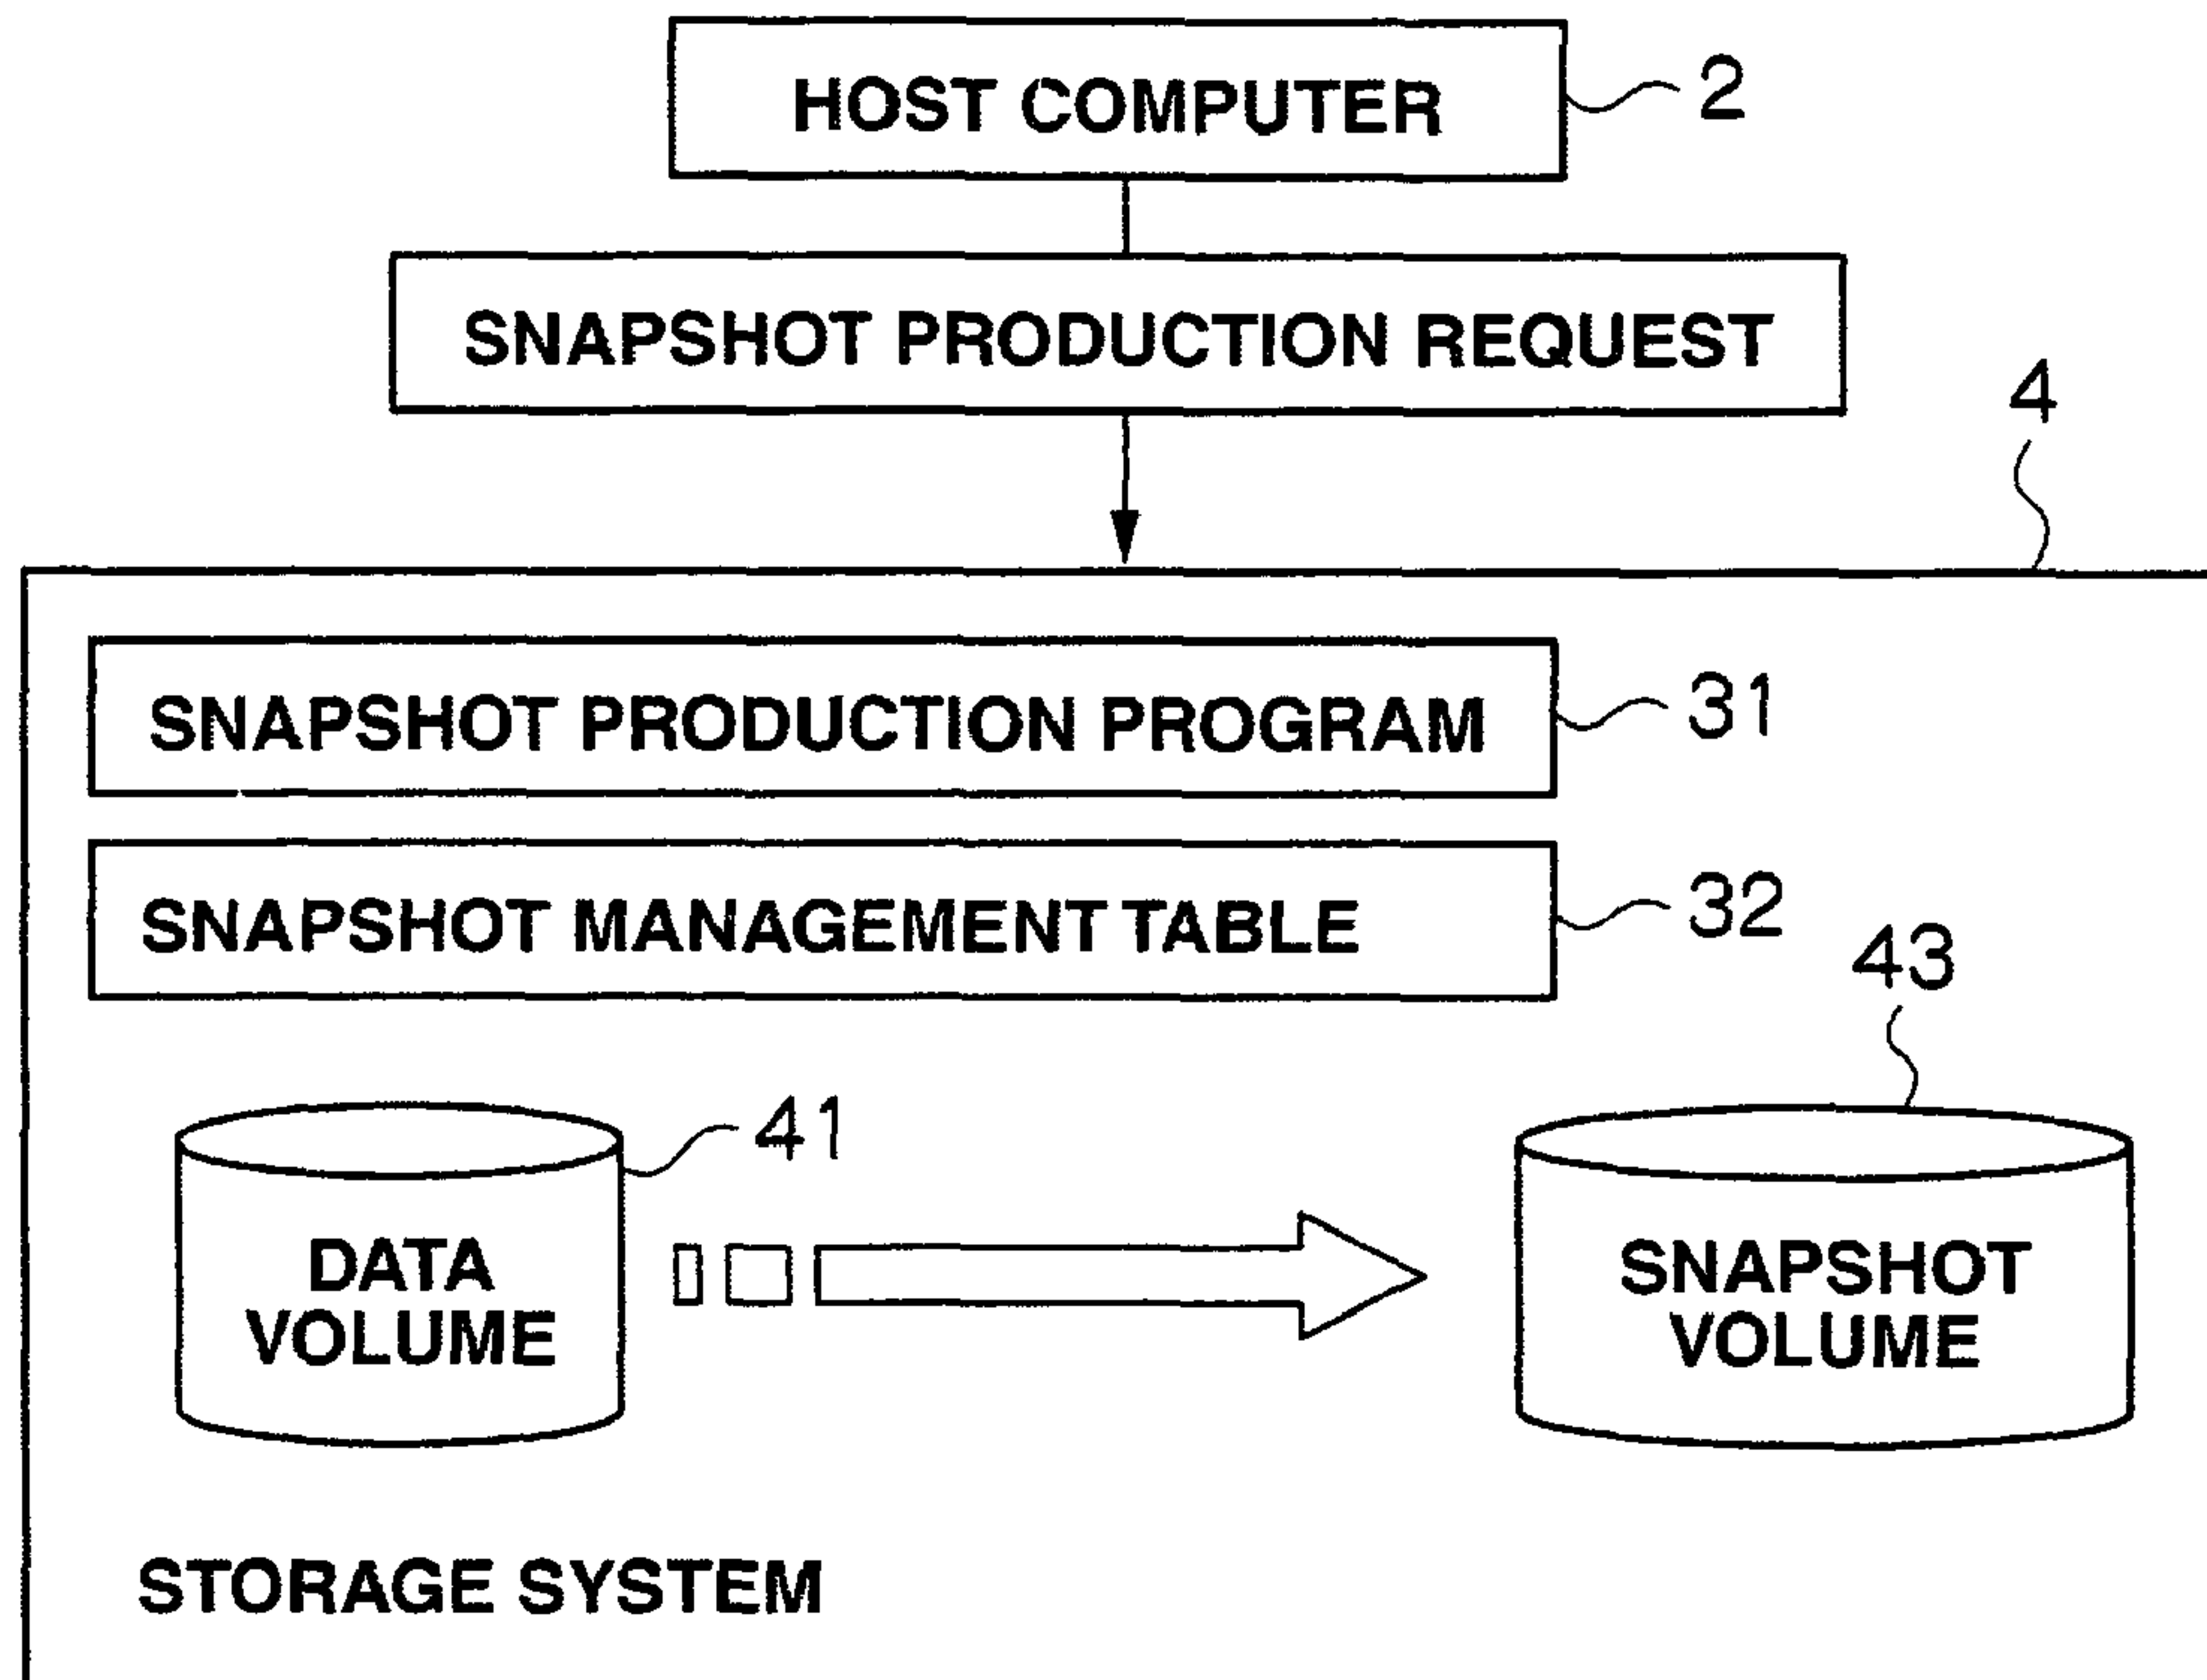 HOST COMPUTER
2
SNAPSHOT PRODUCTION REQUEST
4
SNAPSHOT PRODUCTION PROGRAM
31
SNAPSHOT MANAGEMENT TABLE
32
43
41
DATA
VOLUME
SNAPSHOT
VOLUME
STORAGE SYSTEM